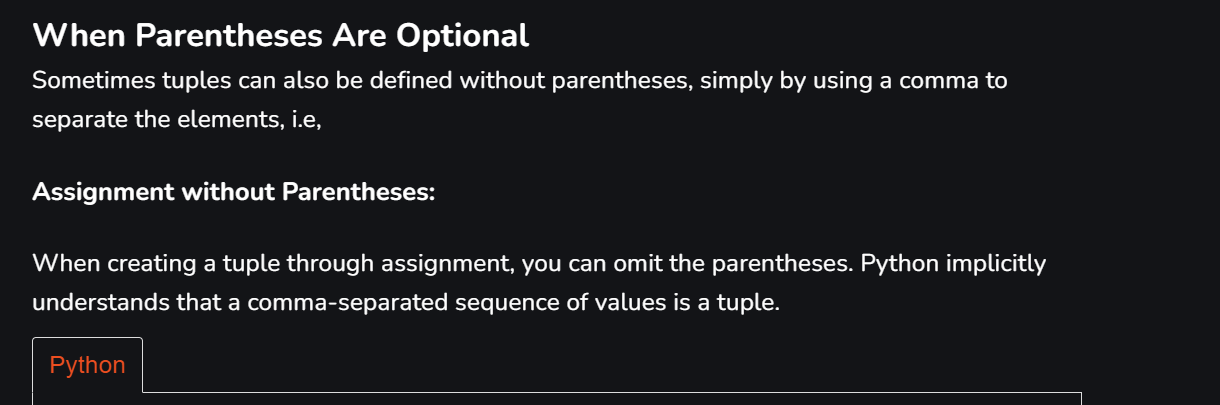 When Parentheses Are Optional
Sometimes tuples can also be defined without parentheses, simply by using a comma to
separate the elements, i.e,
Assignment without Parentheses:
When creating a tuple through assignment, you can omit the parentheses. Python implicitly
understands that a comma-separated sequence of values is a tuple.
Python